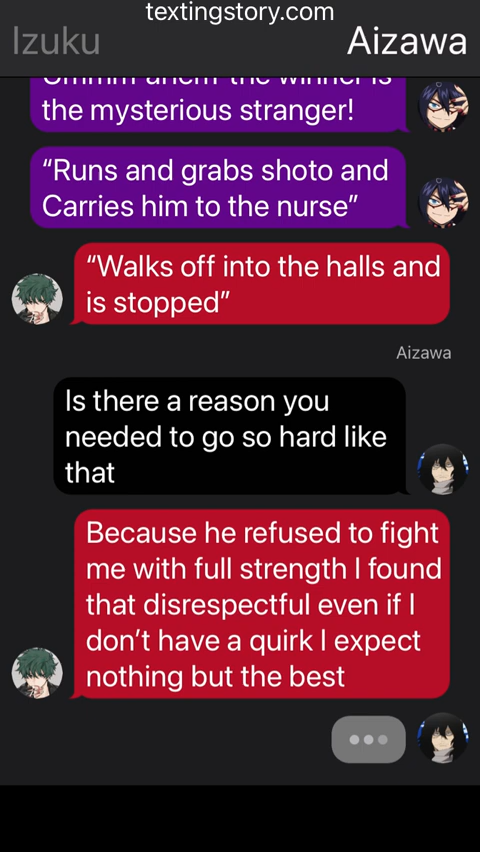 textingstory.com
Izuku
Aizawa
the winner is
the mysterious stranger!
“Runs and grabs shoto and
Carries him to the nurse”
“Walks off into the halls and
is stopped”
Aizawa
Is there a reason you
needed to go so hard like
that
Because he refused to fight
me with full strength I found
that disrespectful even if I
don’t have a quirk I expect
nothing but the best